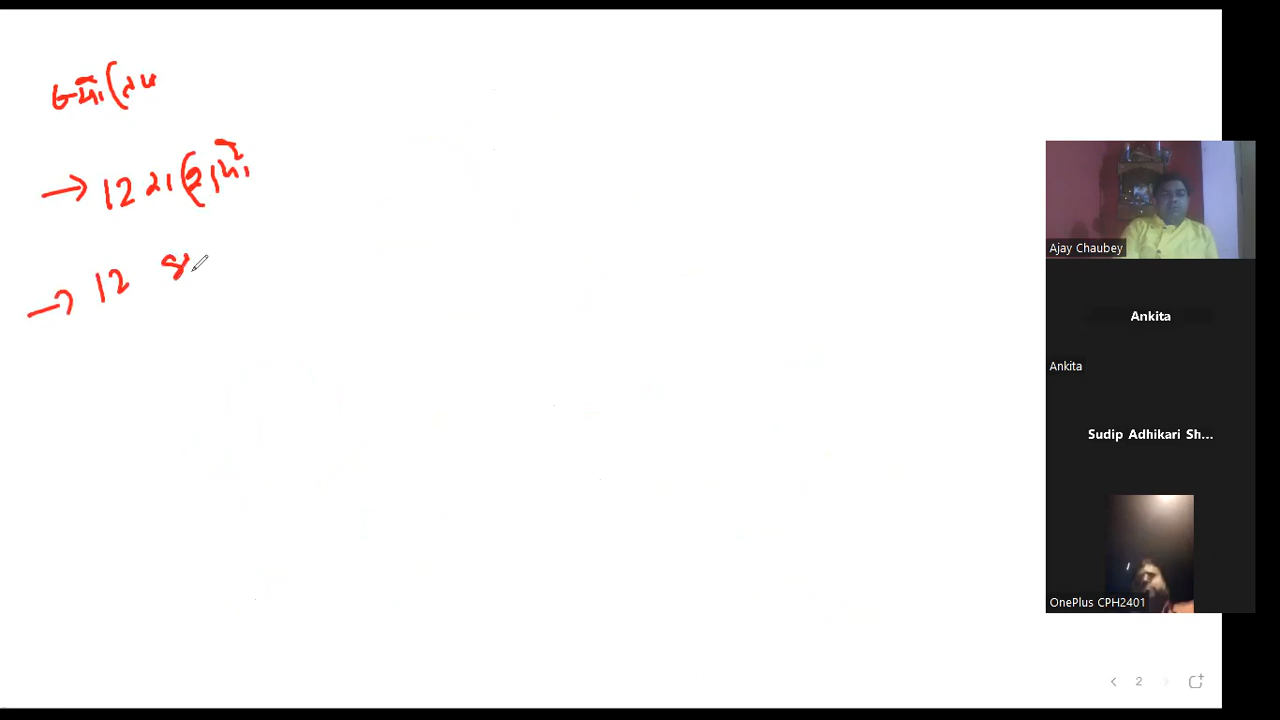 → 12 राशियाँ
→ 12
Ajay Chaubey
Ankita
Ankita
Sudip Adhikari Sh...
OnePlus CPH2401
2